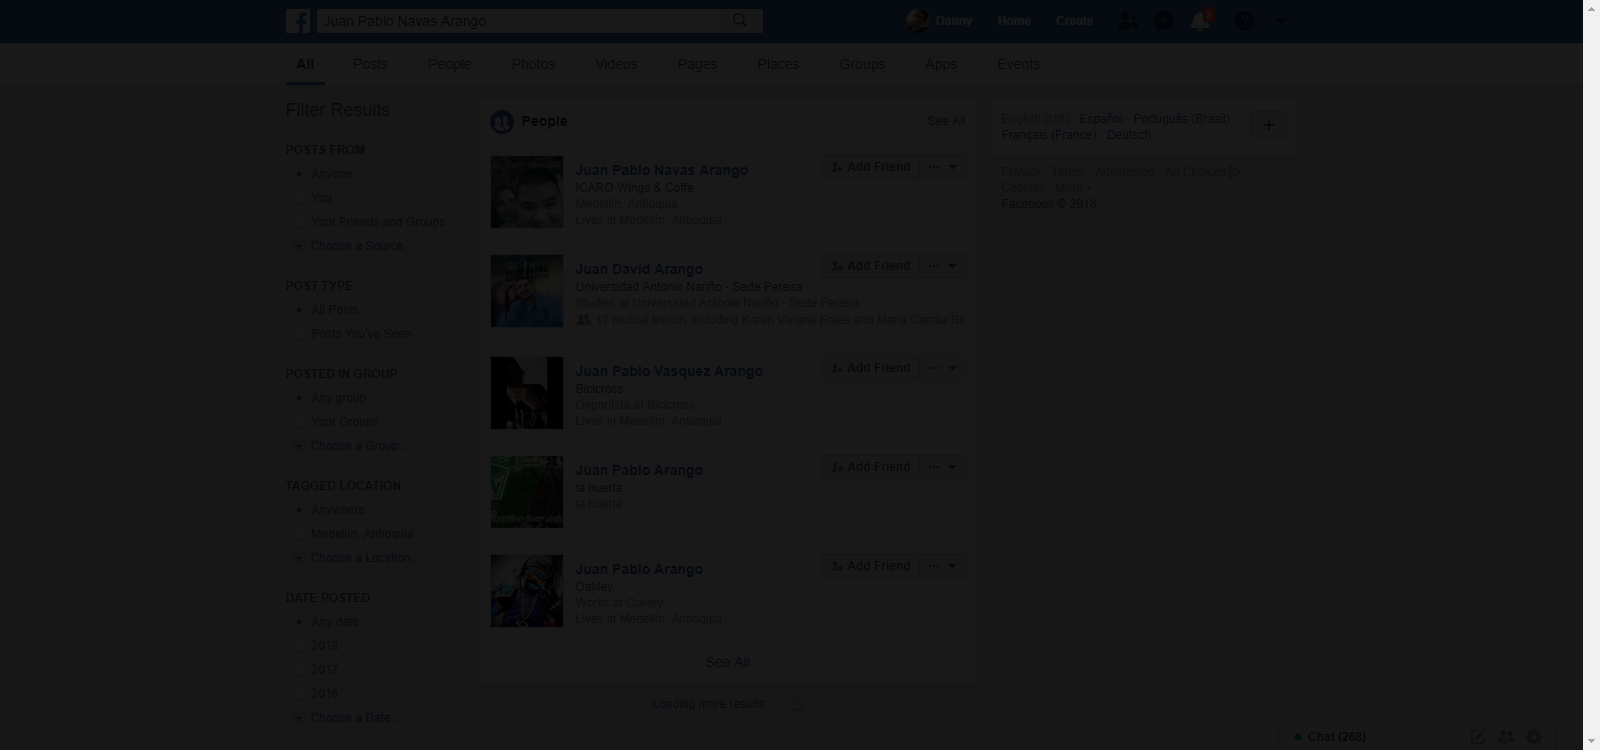 Juan Pablo Navas Arango
Danny Home Create 2
All Posts People Photos Videos Pages Places Groups Apps Events
Filter Results
POSTS FROM
Anyone
You
Your Friends and Groups
Choose a Source...
POST TYPE
All Posts
Posts You've Seen
POSTED IN GROUP
Any group
Your Groups
Choose a Group...
TAGGED LOCATION
Anywhere
Medellín, Antioquia
Choose a Location
DATE POSTED
Any date
2018
2017
2016
Choose a Date...
People See All
Juan Pablo Navas Arango Add Friend
ICARO Wings & Coffe
Medellín, Antioquia
Lives in Medellín, Antioquia
Juan David Arango Add Friend
Universidad Antonio Nariño - Sede Pereira
Studies at Universidad Antonio Nariño - Sede Pereira
17 mutual friends including Karen Viviana Rojas and Maria Camila Be
Juan Pablo Vasquez Arango Add Friend
Bicicross
Deportista at Bicicross
Lives in Medellín, Antioquia
Juan Pablo Arango Add Friend
la huerta
la huerta
Juan Pablo Arango Add Friend
Oakley
Works at Oakley
Lives in Medellín, Antioquia
See All
Loading more results...
English (US) · Español · Português (Brasil) ·
Français (France) · Deutsch
Privacy · Terms · Advertising · Ad Choices ·
Cookies · More
Facebook © 2018
Chat (268)